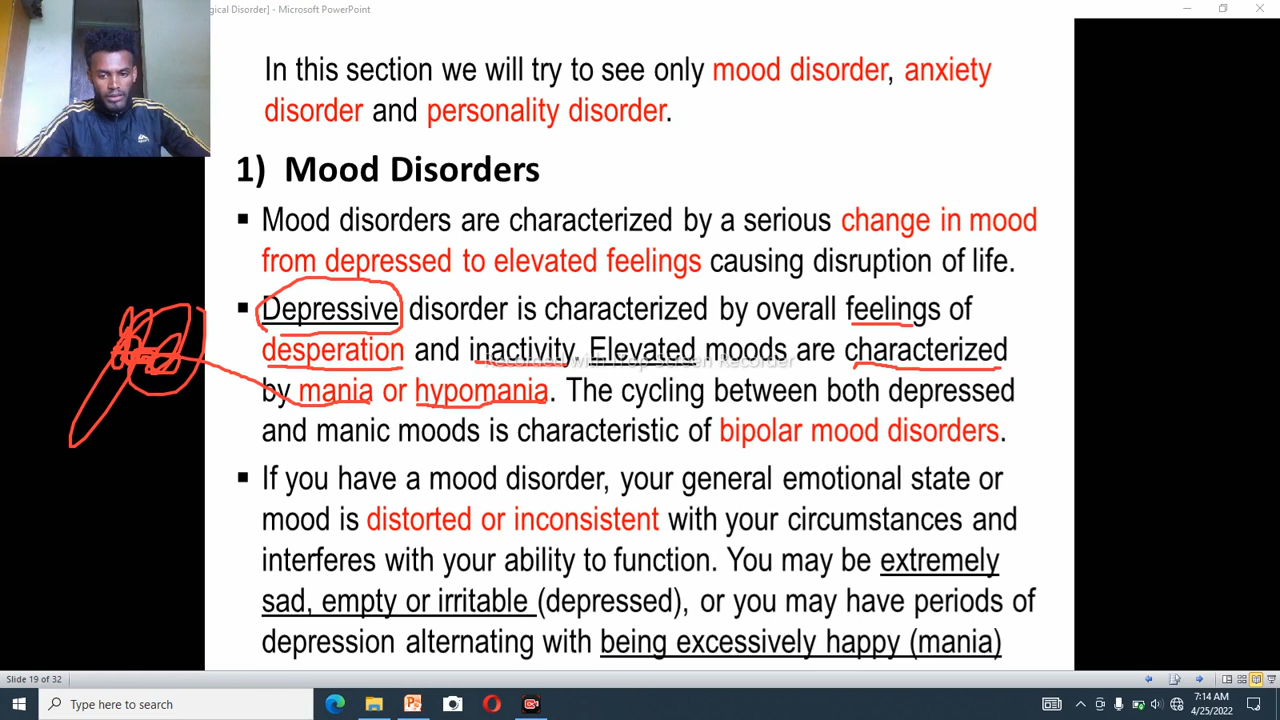 gical Disorder] - Microsoft PowerPoint
In this section we will try to see only mood disorder, anxiety
disorder and personality disorder.
1) Mood Disorders
▪ Mood disorders are characterized by a serious change in mood
from depressed to elevated feelings causing disruption of life.
▪ Depressive disorder is characterized by overall feelings of
desperation and inactivity. Elevated moods are characterized
Recorded with iTop Screen Recorder
by mania or hypomania. The cycling between both depressed
and manic moods is characteristic of bipolar mood disorders.
▪ If you have a mood disorder, your general emotional state or
mood is distorted or inconsistent with your circumstances and
interferes with your ability to function. You may be extremely
sad, empty or irritable (depressed), or you may have periods of
depression alternating with being excessively happy (mania)
Slide 19 of 32
Type here to search
7:14 AM
4/25/2022